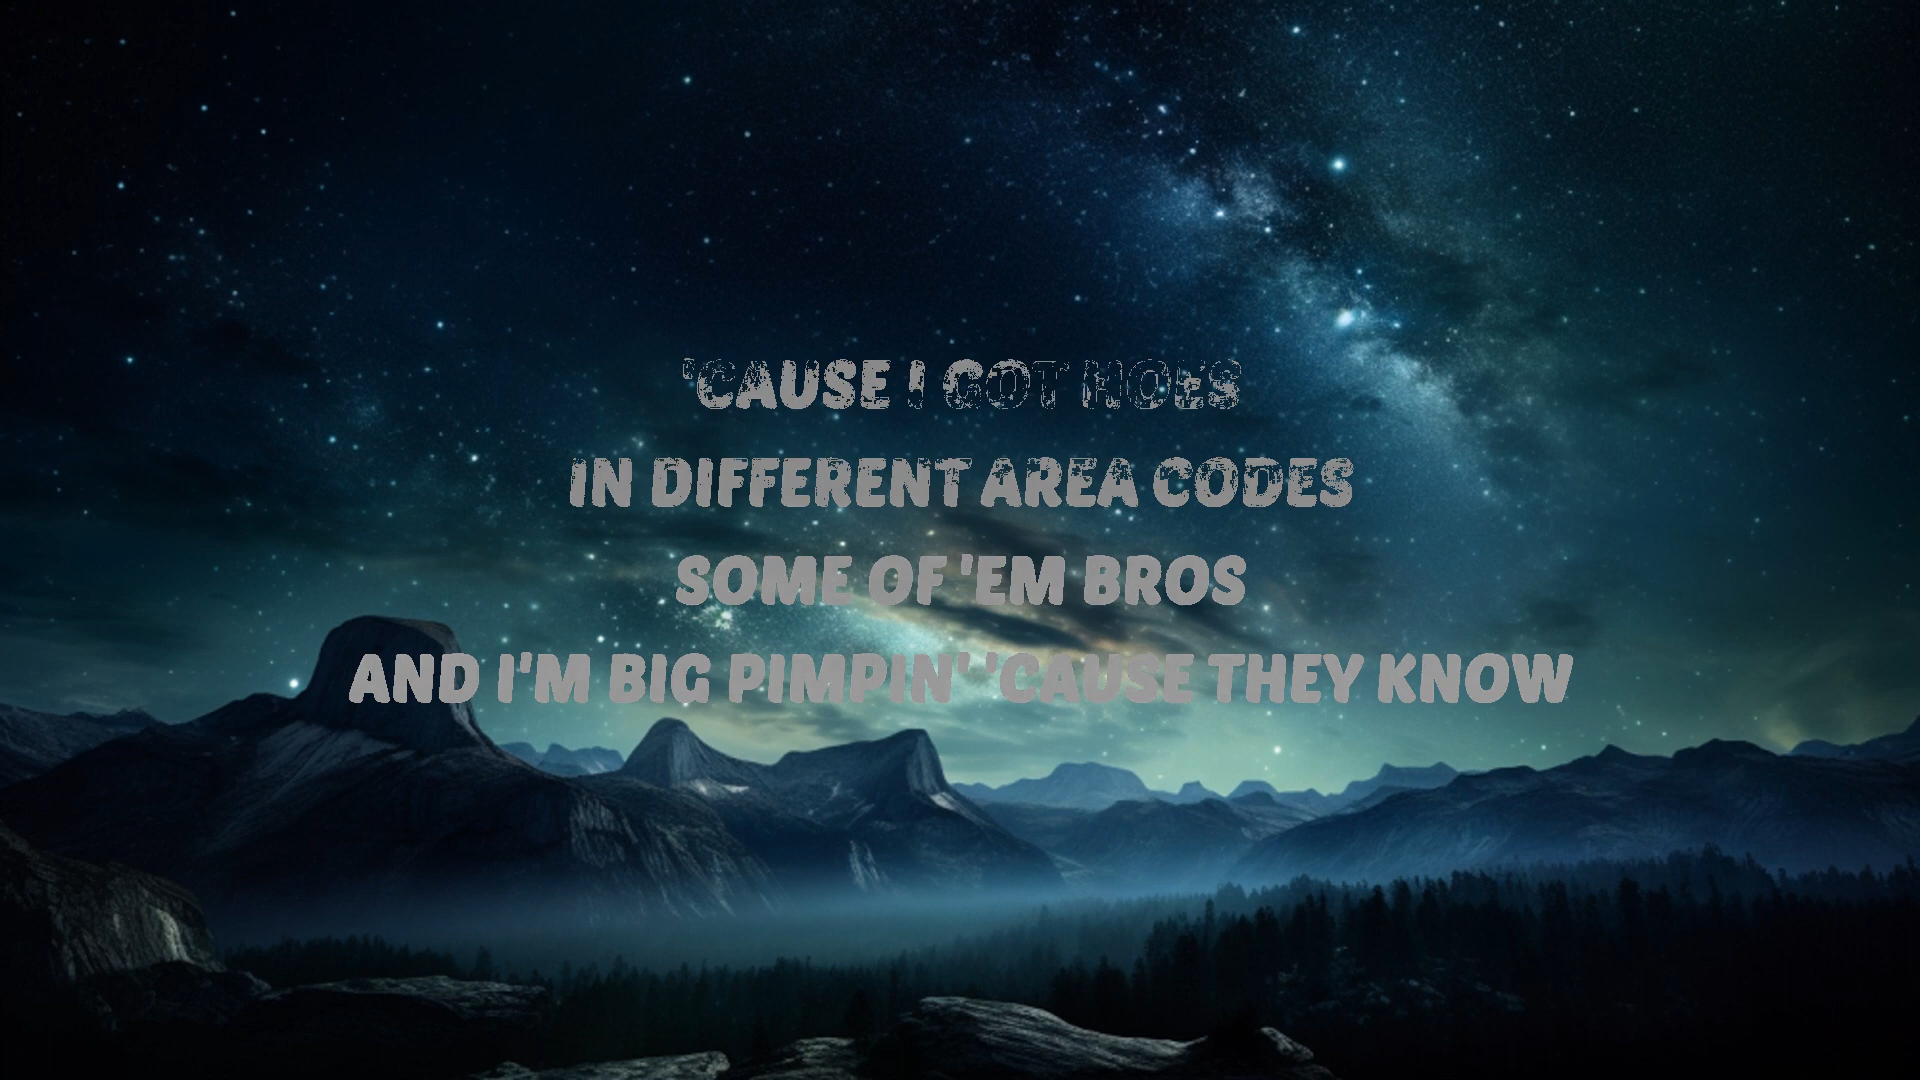 'CAUSE I GOT HOES
IN DIFFERENT AREA CODES
SOME OF 'EM BROS
AND I'M BIG PIMPIN' 'CAUSE THEY KNOW